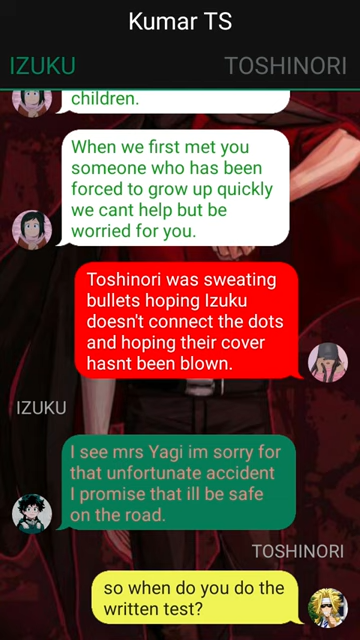 Kumar TS
IZUKU
TOSHINORI
children.
When we first met you
someone who has been
forced to grow up quickly
we cant help but be
worried for you.
Toshinori was sweating
bullets hoping Izuku
doesn't connect the dots
and hoping their cover
hasnt been blown.
IZUKU
I see mrs Yagi im sorry for
that unfortunate accident
I promise that ill be safe
on the road.
TOSHINORI
so when do you do the
written test?